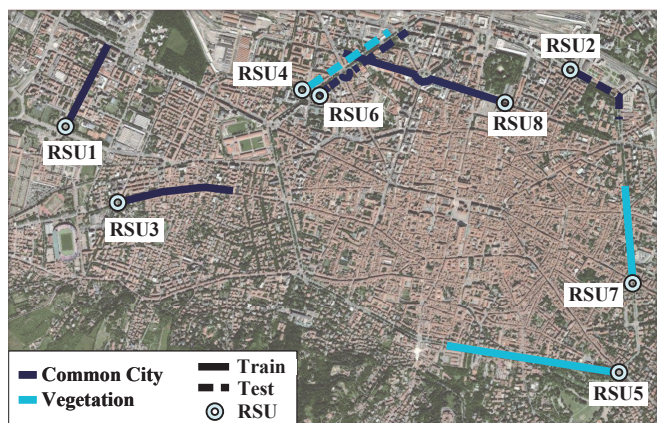 RSU2
RSU4
RSU6
RSU8
RSU1
RSU3
RSU7
RSU5
Common City
Vegetation
Train
Test
RSU